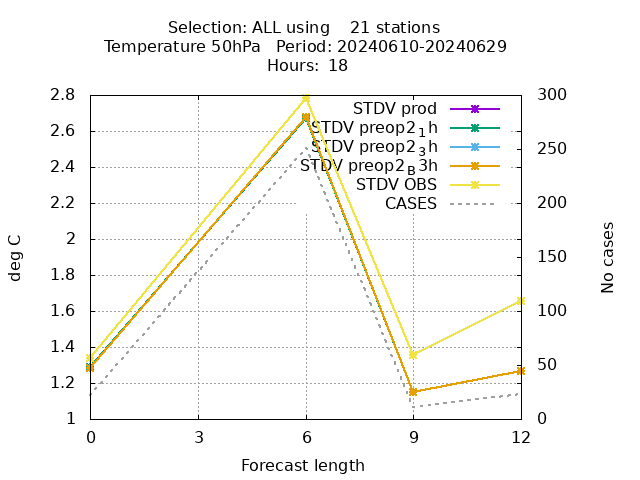 Selection: ALL using    21 stations
Temperature 50hPa   Period: 20240610-20240629
Hours:  18
2.8
2.6
2.4
2.2
2
1.8
1.6
1.4
1.2
1
deg C
STDV prod
STDV preop2₁h
STDV preop2₃h
STDV preop2_B3h
STDV OBS
CASES
300
250
200
150
100
50
0
No cases
0 3 6 9 12
Forecast length